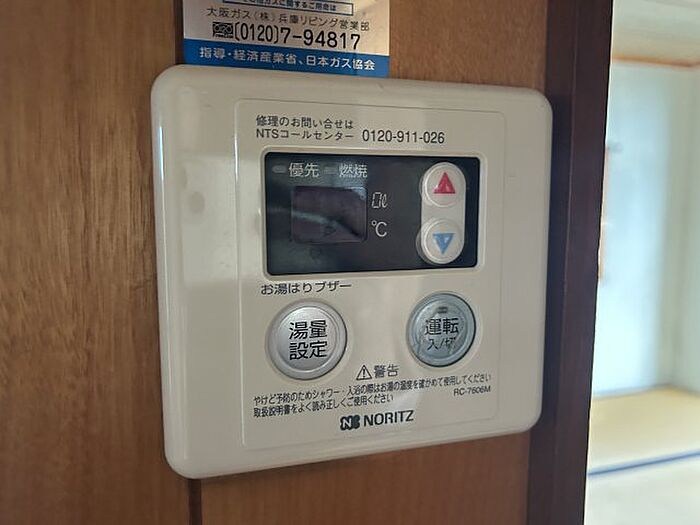 大阪ガス(株)兵庫リビング営業部
(0120)7-94817
指導・経済産業省、日本ガス協会
修理のお問い合せは
NTSコールセンター 0120-911-026
優先 燃焼
0ℓ
℃
お湯はりブザー
湯量
設定
運転
入/切
警告
やけど予防のためシャワー・入浴の際はお湯の温度を確かめて使用してください
取扱説明書をよく読み正しくご使用ください
RC-7606M
NORITZ